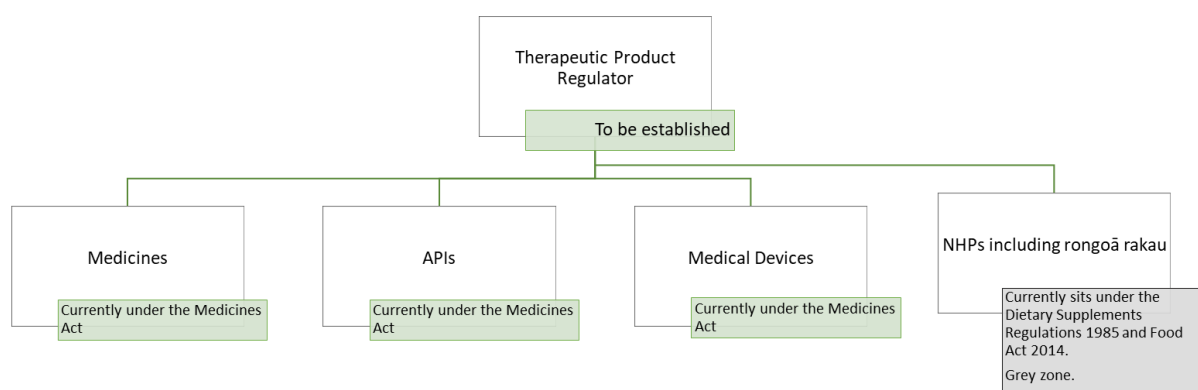 Therapeutic Product
Regulator
To be established
Medicines
Currently under the Medicines
Act
APIs
Currently under the Medicines
Act
Medical Devices
Currently under the Medicines
Act
NHPs including rongoā rakau
Currently sits under the
Dietary Supplements
Regulations 1985 and Food
Act 2014.
Grey zone.